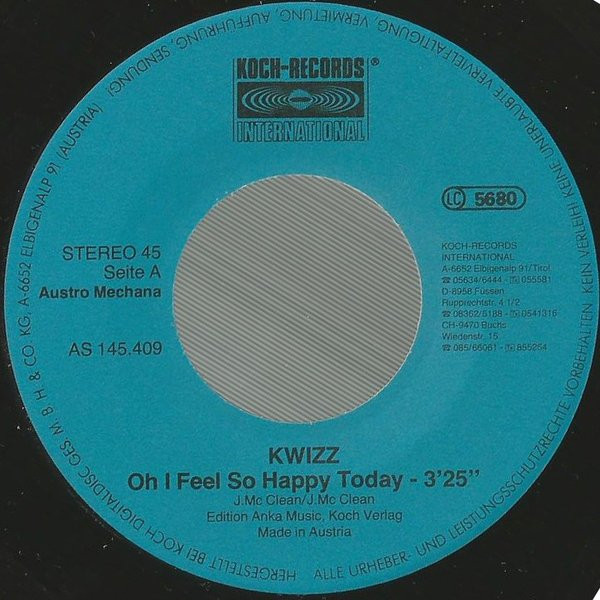 KOCH-RECORDS®
INTERNATIONAL
LC 5680
STEREO 45
Seite A
Austro Mechana
AS 145.409
KOCH-RECORDS
INTERNATIONAL
A-6652 Elbigenalp 91/Tirol
☎ 05634/6444 - 055581
D-8958 Füssen
Ruppischtstr. 4 1/2
☎ 08362/5188 - 0541316
CH-9470 Buchs
Wiedenstr. 15
☎ 085/66061 - 855264
KWIZZ
Oh I Feel So Happy Today - 3'25"
J.Mc Clean/J.Mc Clean
Edition Anka Music, Koch Verlag
Made in Austria
HERGESTELLT BEI KOCH DIGITALDISC GES M B H & CO KG. A-6652 ELBIGENALP 91 (AUSTRIA)
ALLE URHEBER- UND LEISTUNGSSCHUTZRECHTE VORBEHALTEN. KEIN VERLEIH! KEINE UNERLAUBTE VERVIELFÄLTIGUNG, VERMIETUNG, AUFFÜHRUNG, SENDUNG!